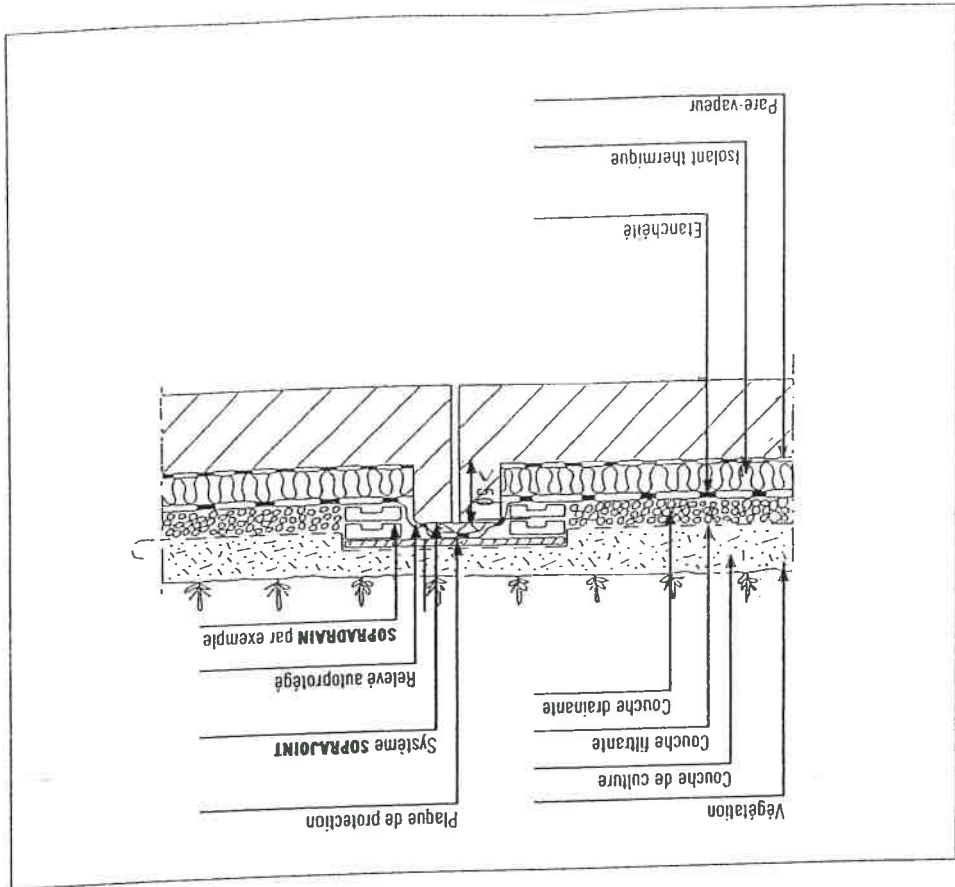 Végétation
Couche de culture
Couche filtrante
Couche drainante
Plaque de protection
Système SOPRAJOINT
Relevé autoprotégé
SOPRADRAIN par exemple
Etanchéité
Isolant thermique
Pare-vapeur